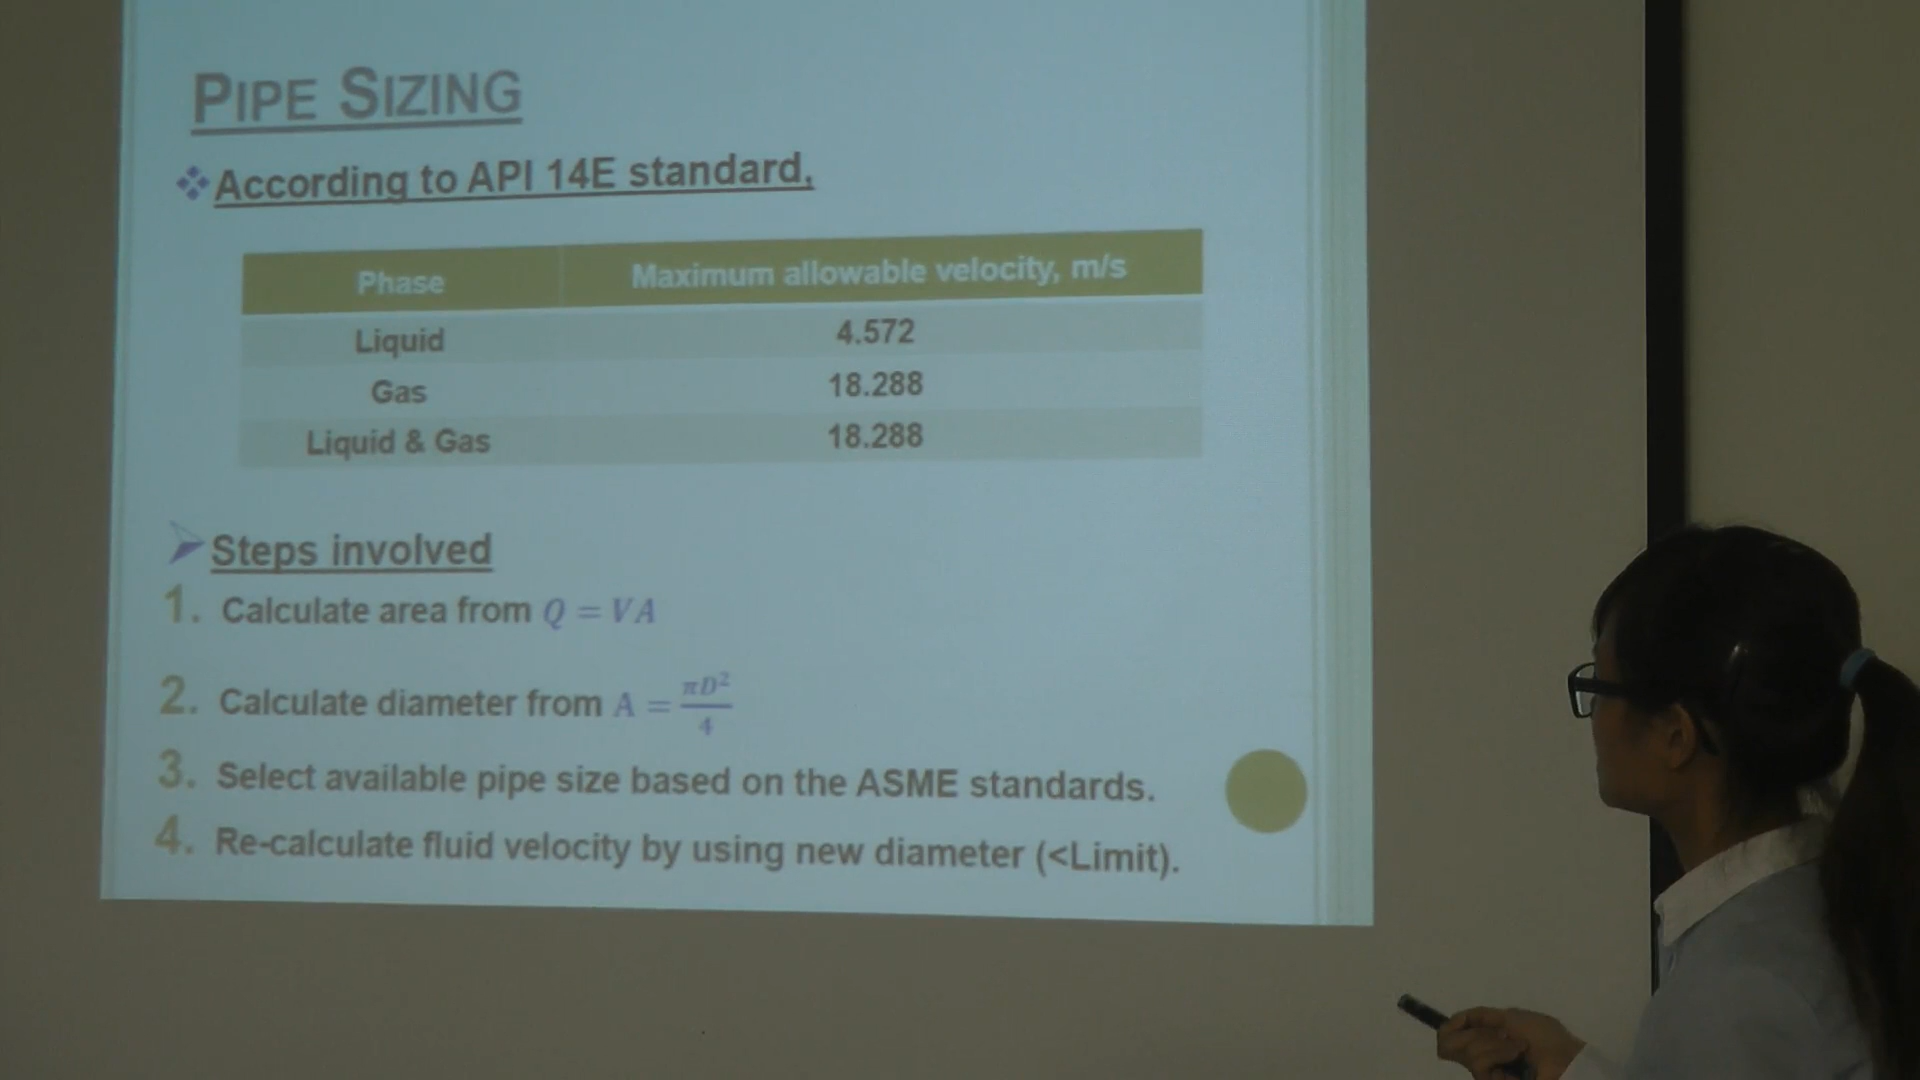 PIPE SIZING
According to API 14E standard,
Phase Maximum allowable velocity, m/s
Liquid 4.572
Gas 18.288
Liquid & Gas 18.288
Steps involved
1. Calculate area from Q = VA
2. Calculate diameter from A = πD²/4
3. Select available pipe size based on the ASME standards.
4. Re-calculate fluid velocity by using new diameter (<Limit).